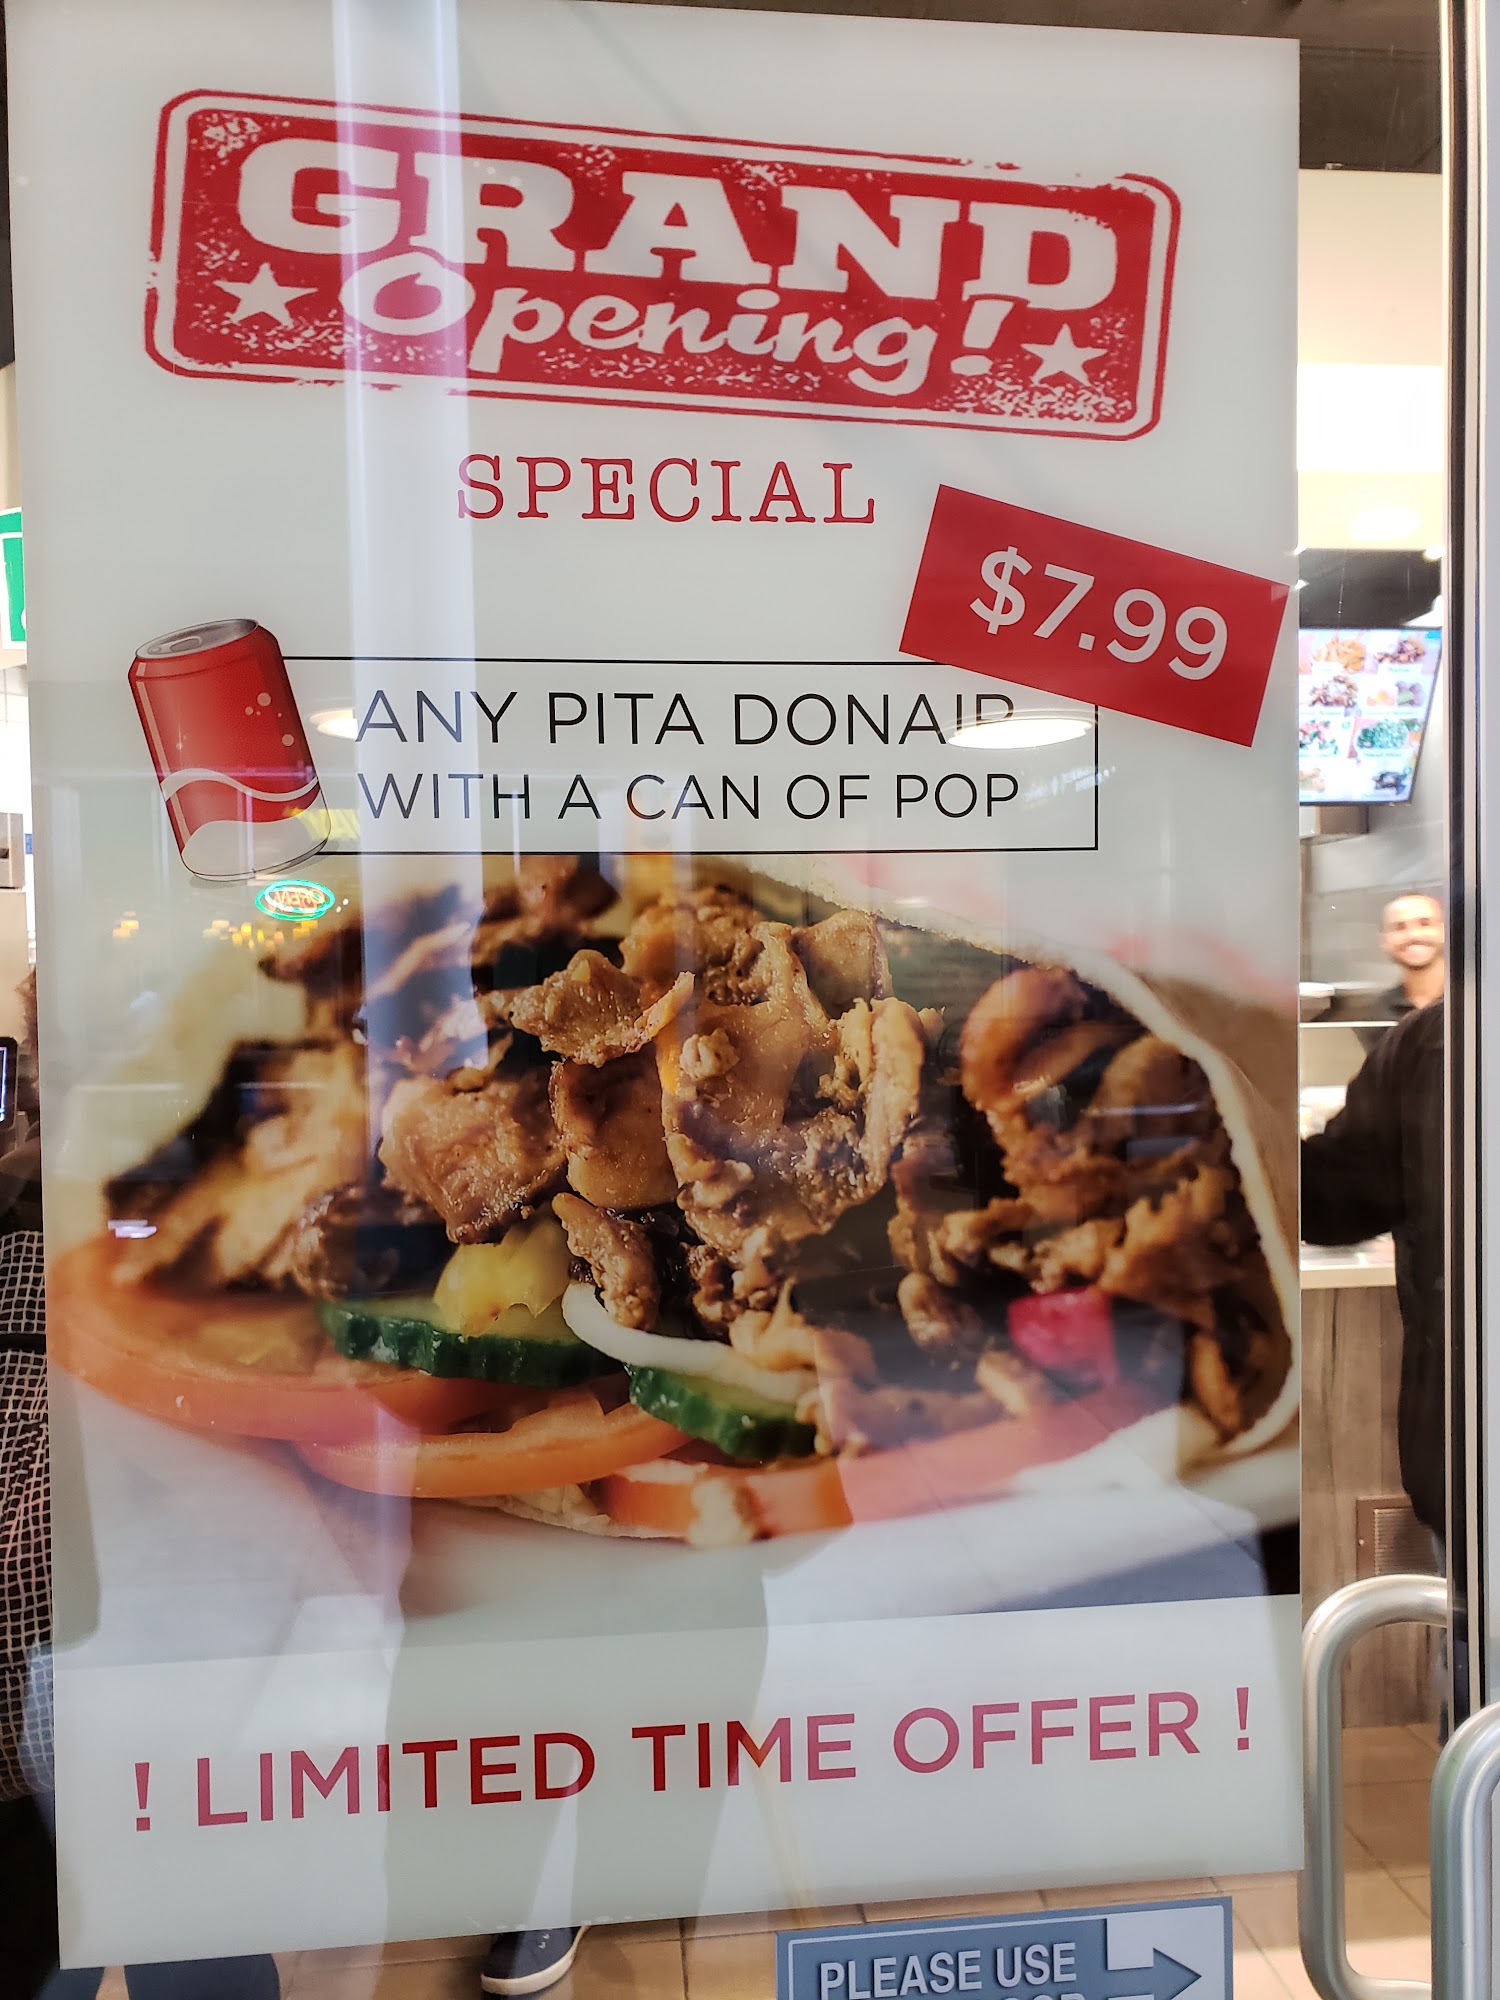 GRAND
Opening!
SPECIAL
$7.99
ANY PITA DONAIR
WITH A CAN OF POP
! LIMITED TIME OFFER !
PLEASE USE